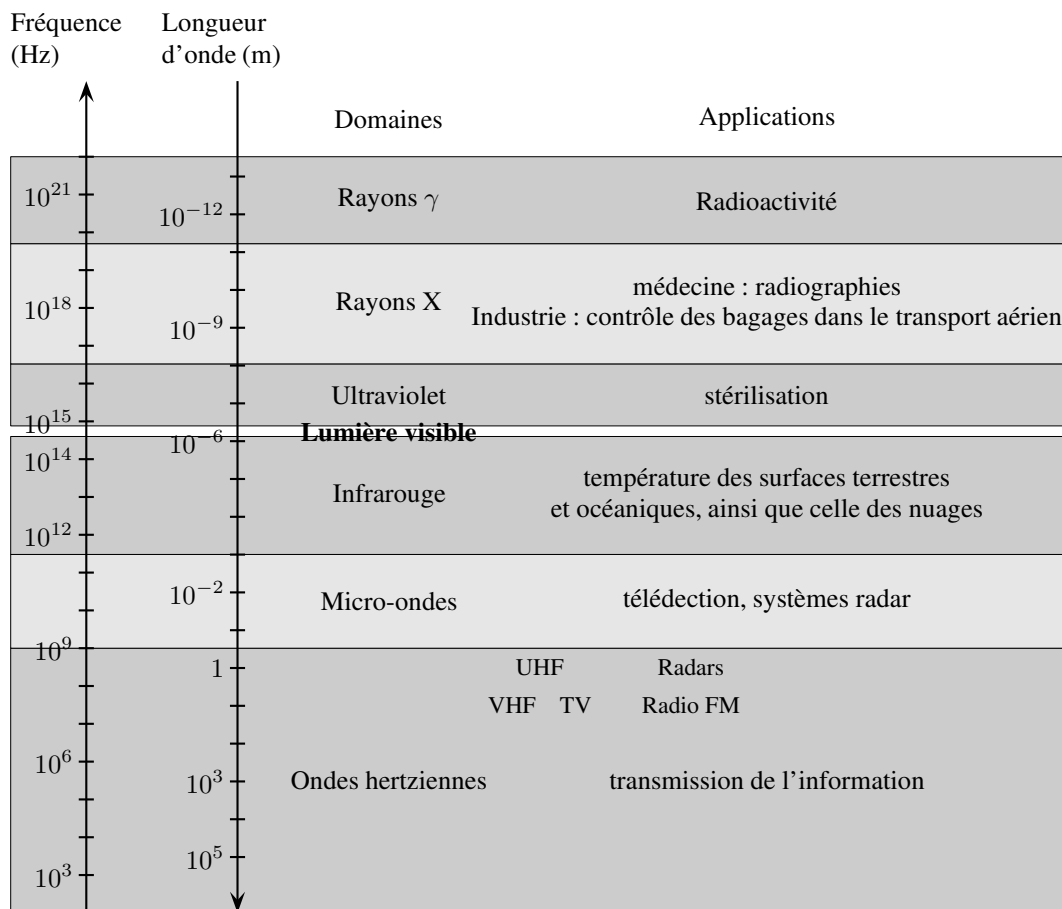 Fréquence
(Hz)
Longueur
d'onde (m)
Domaines
Applications
10^21
10^-12
Rayons γ
Radioactivité
10^18
10^-9
Rayons X
médecine : radiographies
Industrie : contrôle des bagages dans le transport aérien
10^15
Ultraviolet
stérilisation
Lumière visible
10^-6
10^14
10^12
Infrarouge
température des surfaces terrestres
et océaniques, ainsi que celle des nuages
10^-2
Micro-ondes
télédection, systèmes radar
10^9
1
UHF
Radars
VHF TV
Radio FM
10^6
10^3
Ondes hertziennes
transmission de l'information
10^5
10^3